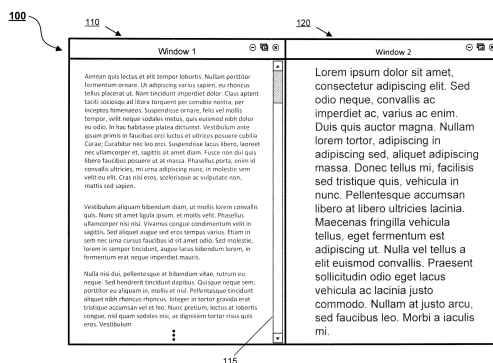 100
110
120
Window 1
Window 2
Aenean quis lectus et elit tempor lobortis. Nullam porttitor
fermentum ornare. Ut adipiscing varius sapien, eu rhoncus
tellus placerat ut. Nam tincidunt imperdiet dolor. Class aptent
taciti sociosqu ad litora torquent per conubia nostra, per
inceptos himenaeos. Suspendisse ornare, felis vel mollis
tempor, velit neque sodales metus, quis euismod nibh dolor
eu odio. In hac habitasse platea dictumst. Vestibulum ante
ipsum primis in faucibus orci luctus et ultrices posuere cubilia
Curae; Curabitur nec leo orci. Suspendisse lacus libero, laoreet
nec ullamcorper et, sagittis sit amet diam. Fusce non dui quis
libero faucibus posuere ut at massa. Phasellus porta, enim id
convallis ultricies, mi urna adipiscing nunc, in molestie sem
velit eu elit. Cras nisi eros, scelerisque ac vulputate non,
mattis sed sapien.
Vestibulum aliquam bibendum diam, ut mollis lorem convallis
quis. Nunc sit amet ligula ipsum, et mollis velit. Phasellus
ullamcorper nisi nisi. Vivamus congue condimentum velit in
sagittis. Sed aliquet augue sed eros tempus varius. Etiam in
sem nec urna cursus faucibus id sit amet odio. Sed molestie,
lorem in semper tincidunt, augue lacus bibendum lorem, in
fermentum erat neque imperdiet mauris.
Nulla nisi dui, pellentesque at bibendum vitae, rutrum eu
neque. Sed hendrerit tincidunt dapibus. Quisque neque sem,
porttitor eu aliquam in, mollis et nisl. Pellentesque tincidunt
aliquet nibh rhoncus rhoncus. Integer in tortor gravida erat
tristique accumsan vel et leo. Nunc pretium, lectus at lobortis
congue, nisl quam sodales nisi, ac dignissim tortor risus quis
eros. Vestibulum
Lorem ipsum dolor sit amet,
consectetur adipiscing elit. Sed
odio neque, convallis ac
imperdiet ac, varius ac enim.
Duis quis auctor magna. Nullam
lorem tortor, adipiscing in
adipiscing sed, aliquet adipiscing
massa. Donec tellus mi, facilisis
sed tristique quis, vehicula in
nunc. Pellentesque accumsan
libero at libero ultricies lacinia.
Maecenas fringilla vehicula
tellus, eget fermentum est
adipiscing ut. Nulla vel tellus a
elit euismod convallis. Praesent
sollicitudin odio eget lacus
vehicula ac lacinia justo
commodo. Nullam at justo arcu,
sed faucibus leo. Morbi a iaculis
mi.
115